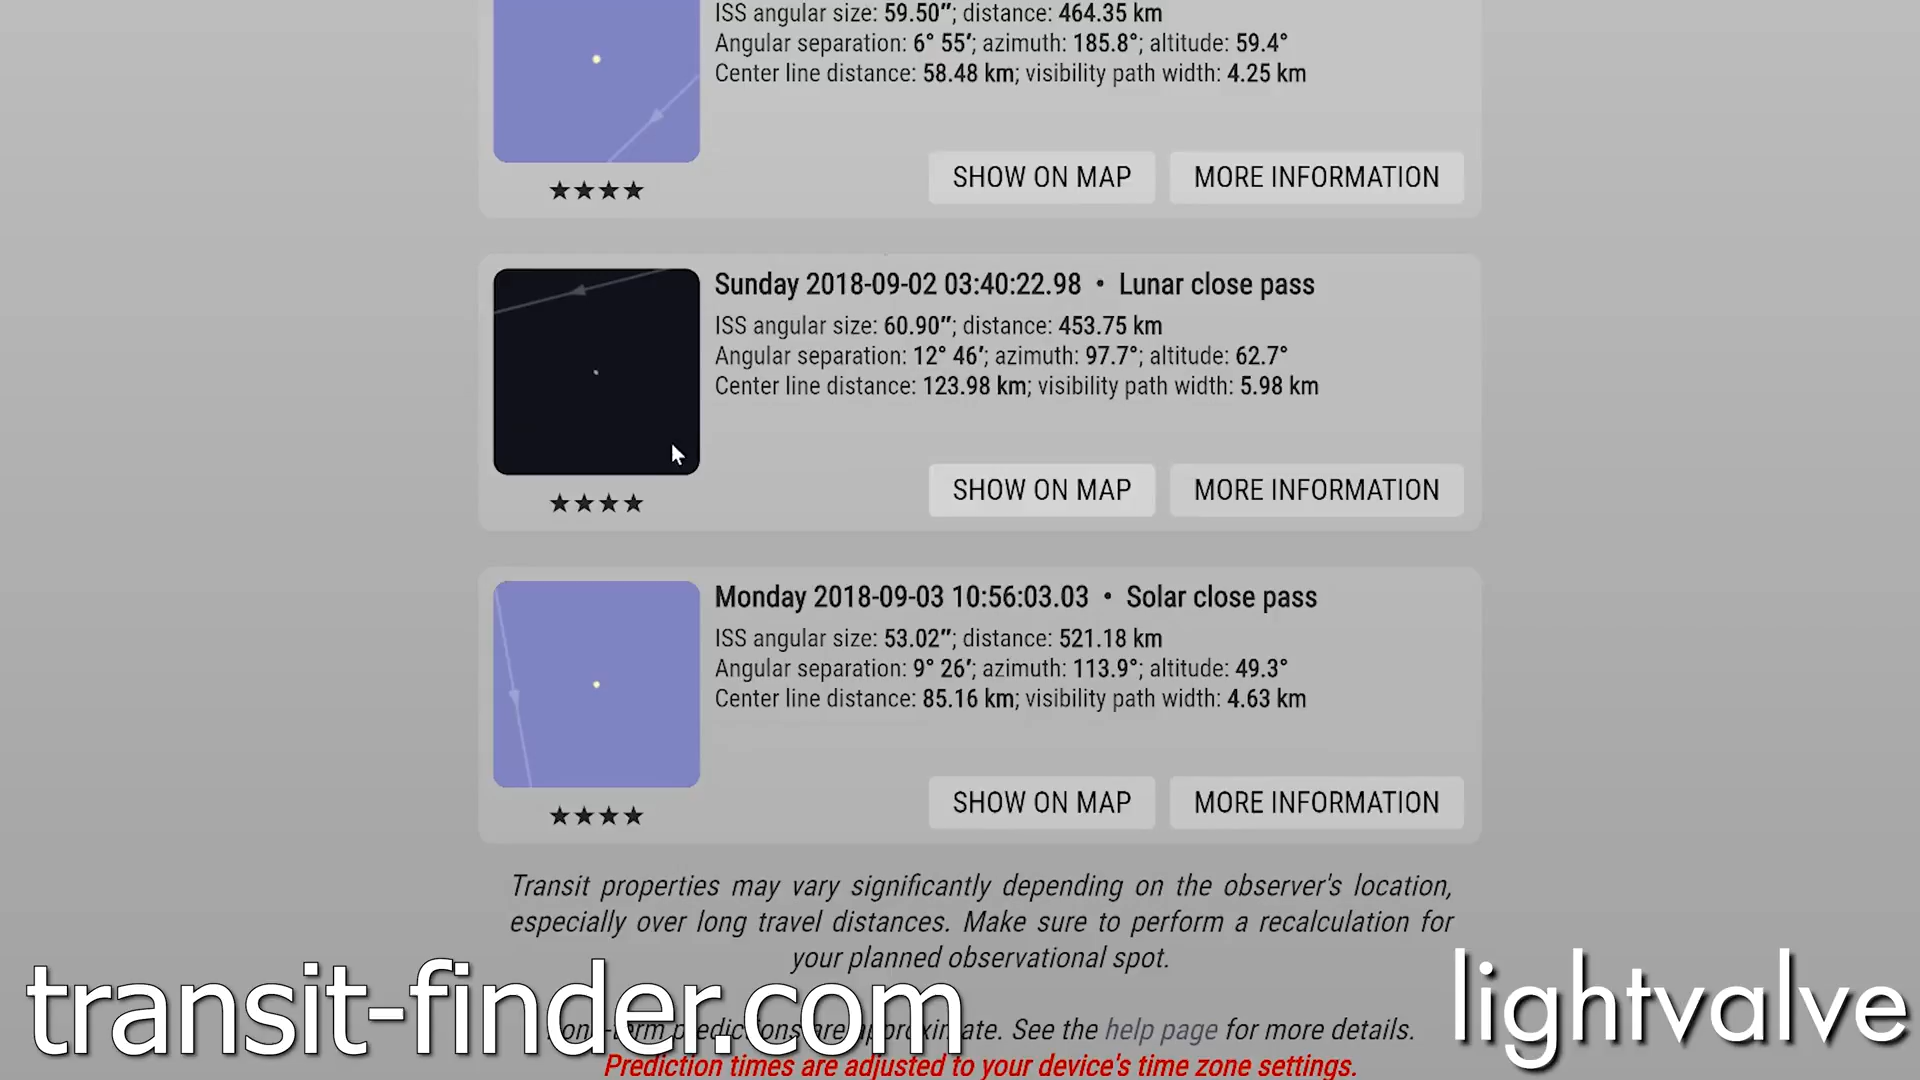 ISS angular size: 59.50″; distance: 464.35 km
Angular separation: 6° 55′; azimuth: 185.8°; altitude: 59.4°
Center line distance: 58.48 km; visibility path width: 4.25 km
SHOW ON MAP MORE INFORMATION
★★★★
Sunday 2018-09-02 03:40:22.98 • Lunar close pass
ISS angular size: 60.90″; distance: 453.75 km
Angular separation: 12° 46′; azimuth: 97.7°; altitude: 62.7°
Center line distance: 123.98 km; visibility path width: 5.98 km
SHOW ON MAP MORE INFORMATION
★★★★
Monday 2018-09-03 10:56:03.03 • Solar close pass
ISS angular size: 53.02″; distance: 521.18 km
Angular separation: 9° 26′; azimuth: 113.9°; altitude: 49.3°
Center line distance: 85.16 km; visibility path width: 4.63 km
SHOW ON MAP MORE INFORMATION
★★★★
Transit properties may vary significantly depending on the observer's location,
especially over long travel distances. Make sure to perform a recalculation for
your planned observational spot.
predictions are approximate. See the help page for more details.
Prediction times are adjusted to your device's time zone settings.
transit-finder.com
lightvalve